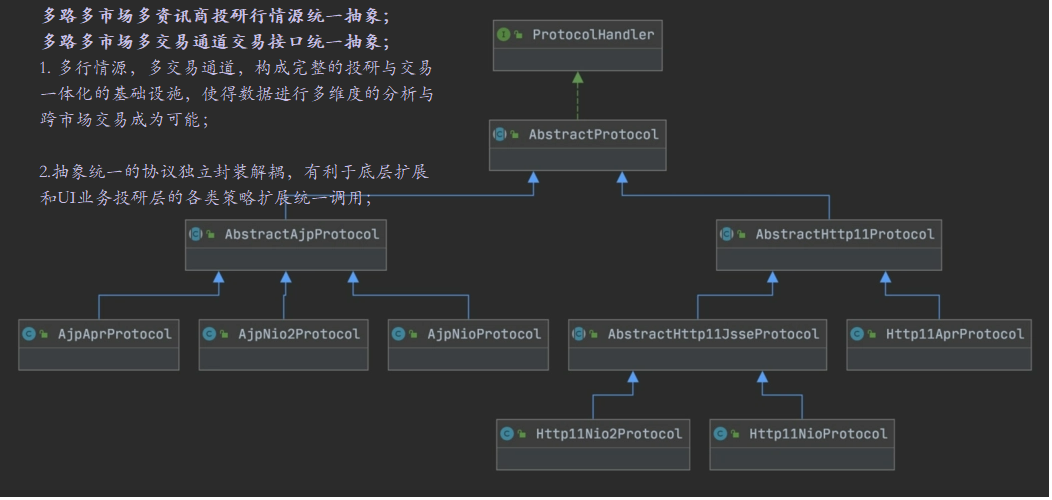 多路多市场多资讯商投研行情源统一抽象；
多路多市场多交易通道交易接口统一抽象；
1. 多行情源，多交易通道，构成完整的投研与交易
一体化的基础设施，使得数据进行多维度的分析与
跨市场交易成为可能；
2.抽象统一的协议独立封装解耦，有利于底层扩展
和UI业务投研层的各类策略扩展统一调用；
ProtocolHandler
AbstractProtocol
AbstractAjpProtocol
AbstractHttp11Protocol
AjpAprProtocol
AjpNio2Protocol
AjpNioProtocol
AbstractHttp11JsseProtocol
Http11AprProtocol
Http11Nio2Protocol
Http11NioProtocol